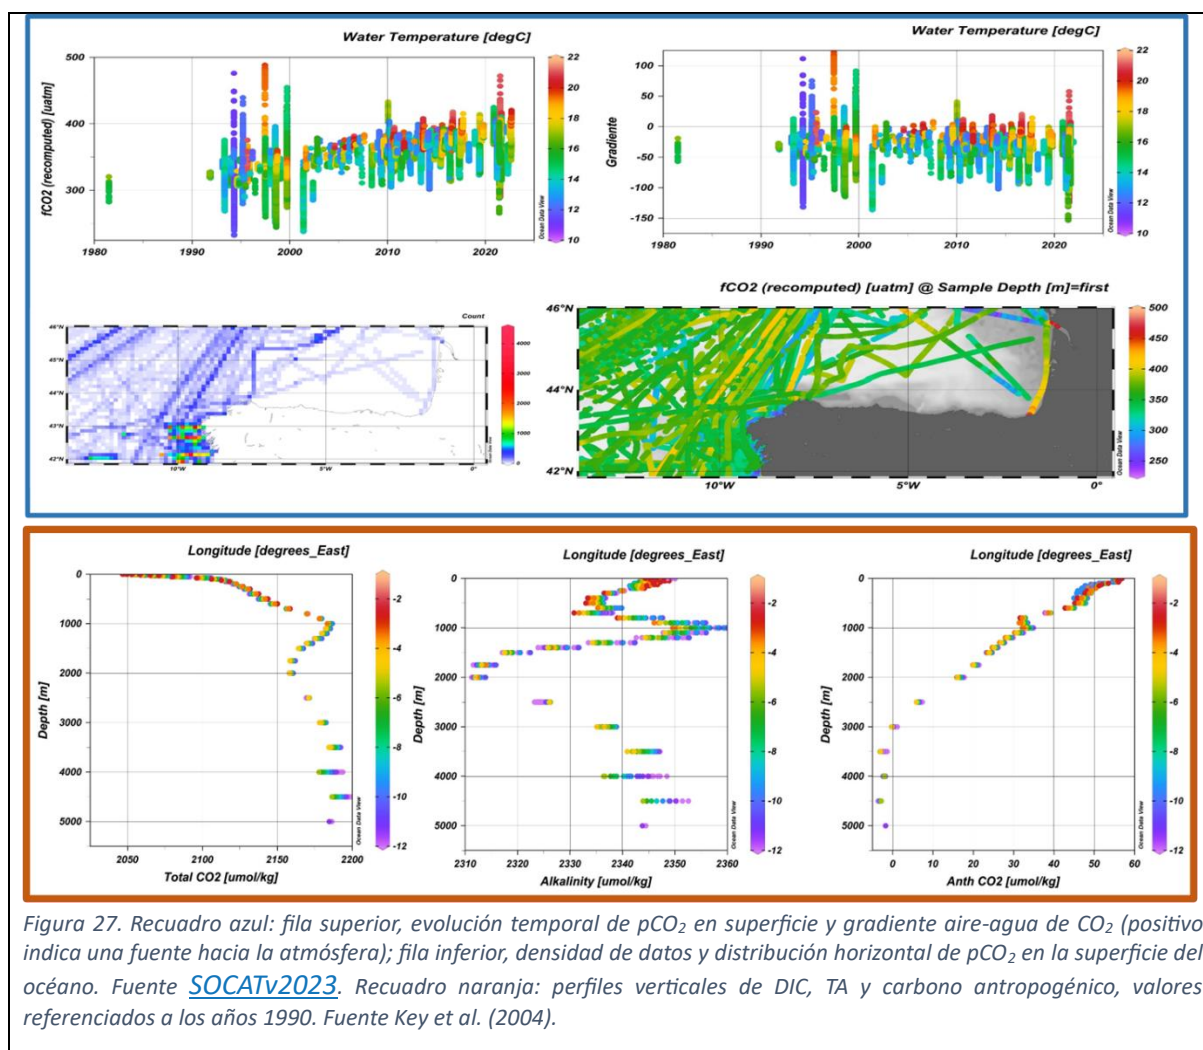 Water Temperature [degC]
500
400
300
fCO2 (recomputed) [uatm]
1980
1990
2000
2010
2020
22
20
18
16
14
12
10
Ocean Data View
Water Temperature [degC]
100
50
0
-50
-100
-150
Gradiente
1980
1990
2000
2010
2020
22
20
18
16
14
12
10
Ocean Data View
Count
46°N
45°N
44°N
43°N
42°N
10°W
5°W
0°
4000
3000
2000
1000
0
fCO2 (recomputed) [uatm] @ Sample Depth [m]=first
46°N
44°N
42°N
10°W
5°W
0°
500
450
400
350
300
250
Ocean Data View
Longitude [degrees_East]
0
1000
2000
3000
4000
5000
Depth [m]
2050
2100
2150
2200
Total CO2 [umol/kg]
-2
-4
-6
-8
-10
-12
Ocean Data View
Longitude [degrees_East]
0
1000
2000
3000
4000
5000
Depth [m]
2310
2320
2330
2340
2350
2360
Alkalinity [umol/kg]
-2
-4
-6
-8
-10
-12
Ocean Data View
Longitude [degrees_East]
0
1000
2000
3000
4000
5000
Depth [m]
0
10
20
30
40
50
60
Anth CO2 [umol/kg]
-2
-4
-6
-8
-10
-12
Ocean Data View
Figura 27. Recuadro azul: fila superior, evolución temporal de pCO2 en superficie y gradiente aire-agua de CO2 (positivo
indica una fuente hacia la atmósfera); fila inferior, densidad de datos y distribución horizontal de pCO2 en la superficie del
océano. Fuente SOCATv2023. Recuadro naranja: perfiles verticales de DIC, TA y carbono antropogénico, valores
referenciados a los años 1990. Fuente Key et al. (2004).